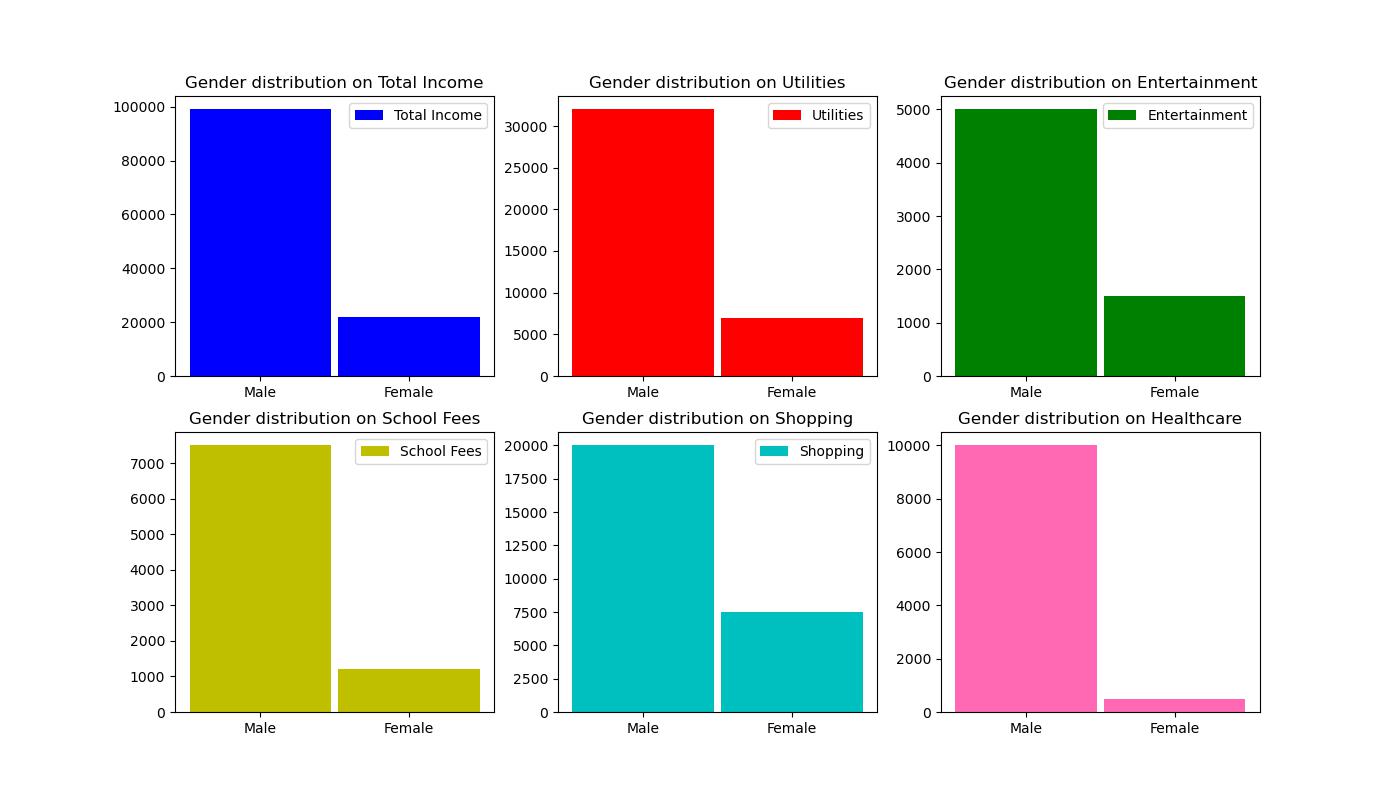 Gender distribution on Total Income
100000
80000
60000
40000
20000
0
Total Income
Male Female
Gender distribution on Utilities
30000
25000
20000
15000
10000
5000
0
Utilities
Male Female
Gender distribution on Entertainment
5000
4000
3000
2000
1000
0
Entertainment
Male Female
Gender distribution on School Fees
7000
6000
5000
4000
3000
2000
1000
0
School Fees
Male Female
Gender distribution on Shopping
20000
17500
15000
12500
10000
7500
5000
2500
0
Shopping
Male Female
Gender distribution on Healthcare
10000
8000
6000
4000
2000
0
Male Female